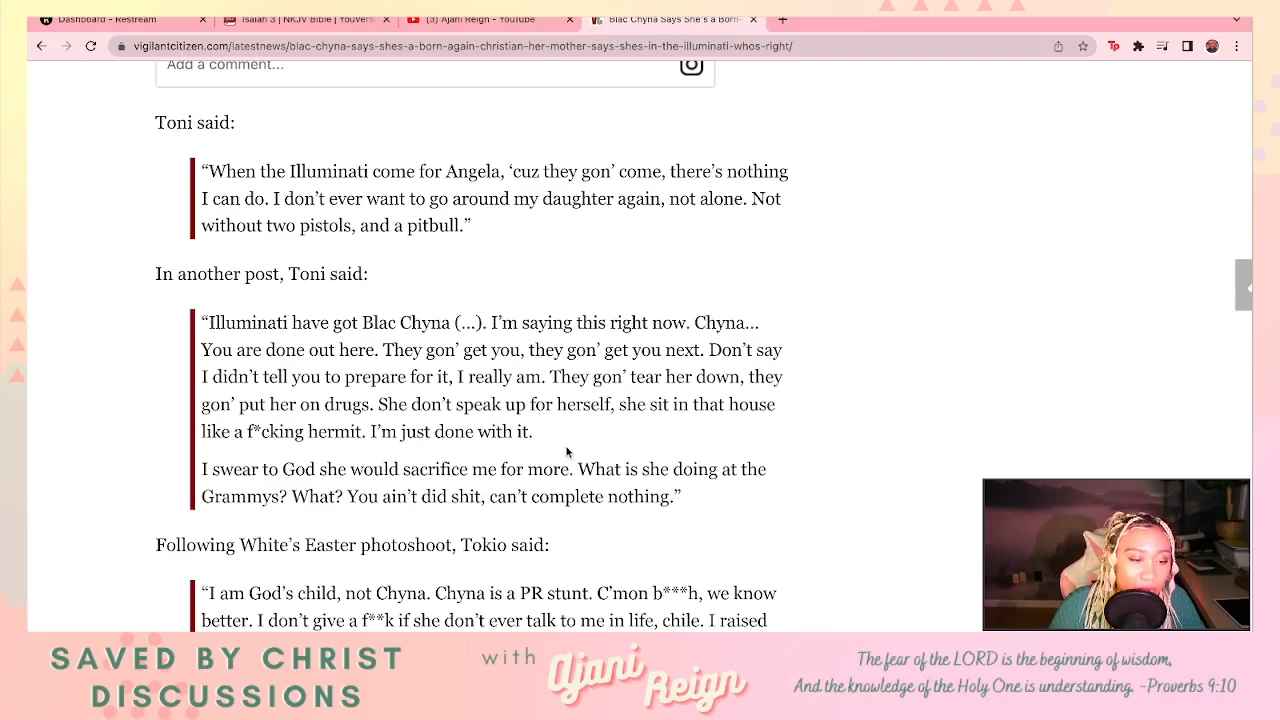 Dashboard - Restream
Isaiah 3 | NKJV Bible | YouVers
(3) Ajani Reign - YouTube
Blac Chyna Says She's a Born-
vigilantcitizen.com/latestnews/blac-chyna-says-shes-a-born-again-christian-her-mother-says-shes-in-the-illuminati-whos-right/
Add a comment...
Toni said:
“When the Illuminati come for Angela, ‘cuz they gon’ come, there’s nothing
I can do. I don’t ever want to go around my daughter again, not alone. Not
without two pistols, and a pitbull.”
In another post, Toni said:
“Illuminati have got Blac Chyna (…). I’m saying this right now. Chyna…
You are done out here. They gon’ get you, they gon’ get you next. Don’t say
I didn’t tell you to prepare for it, I really am. They gon’ tear her down, they
gon’ put her on drugs. She don’t speak up for herself, she sit in that house
like a f*cking hermit. I’m just done with it.
I swear to God she would sacrifice me for more. What is she doing at the
Grammys? What? You ain’t did shit, can’t complete nothing.”
Following White’s Easter photoshoot, Tokio said:
“I am God’s child, not Chyna. Chyna is a PR stunt. C’mon b***h, we know
better. I don’t give a f**k if she don’t ever talk to me in life, chile. I raised
SAVED BY CHRIST
DISCUSSIONS
with
Ajani
Reign
The fear of the LORD is the beginning of wisdom,
And the knowledge of the Holy One is understanding. -Proverbs 9:10